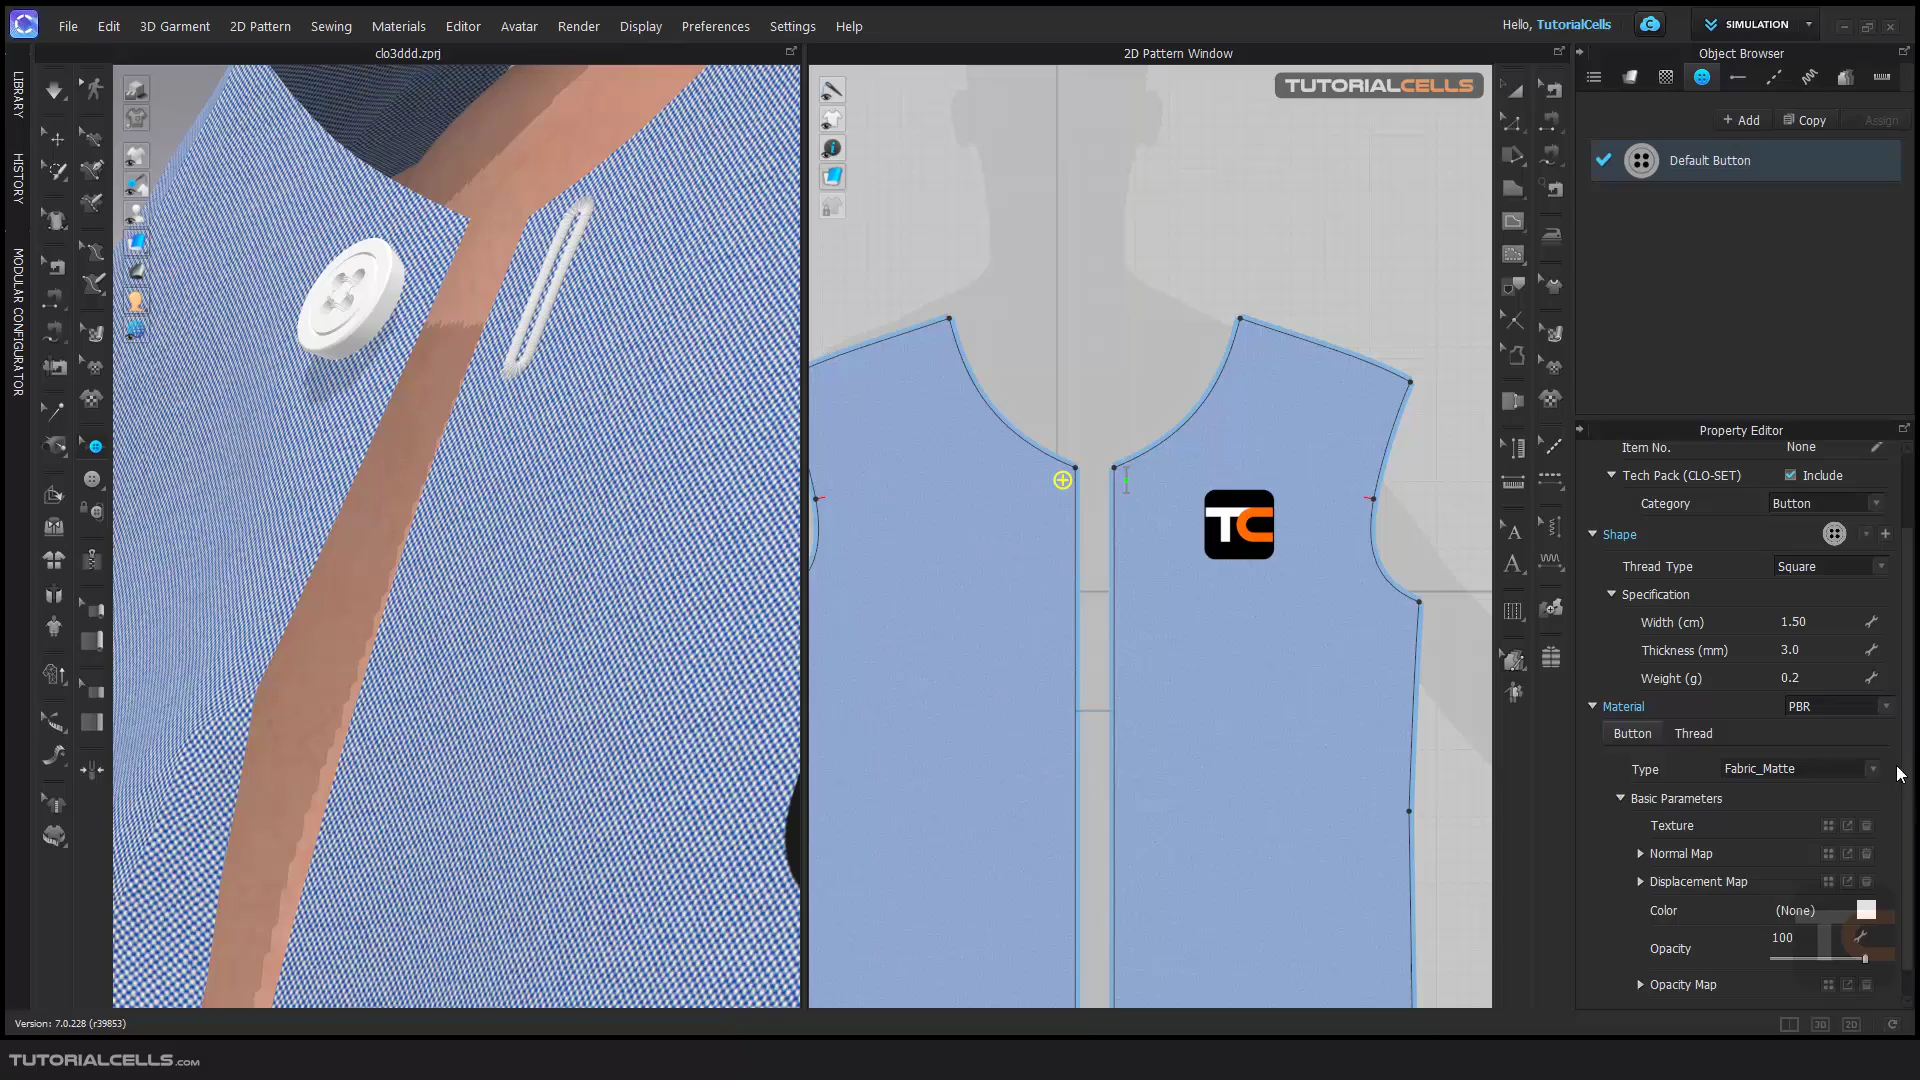 File Edit 3D Garment 2D Pattern Sewing Materials Editor Avatar Render Display Preferences Settings Help
Hello, TutorialCells
SIMULATION
clo3ddd.zprj
2D Pattern Window
Object Browser
LIBRARY
HISTORY
MODULAR CONFIGURATOR
TUTORIALCELLS
+ Add
Copy
Assign
Default Button
TC
Property Editor
Item No. None
Tech Pack (CLO-SET) Include
Category Button
Shape
Thread Type Square
Specification
Width (cm) 1.50
Thickness (mm) 3.0
Weight (g) 0.2
Material PBR
Button Thread
Type Fabric_Matte
Basic Parameters
Texture
Normal Map
Displacement Map
Color (None)
Opacity 100
Opacity Map
Version: 7.0.228 (r39853)
3D 2D
TUTORIALCELLS.com